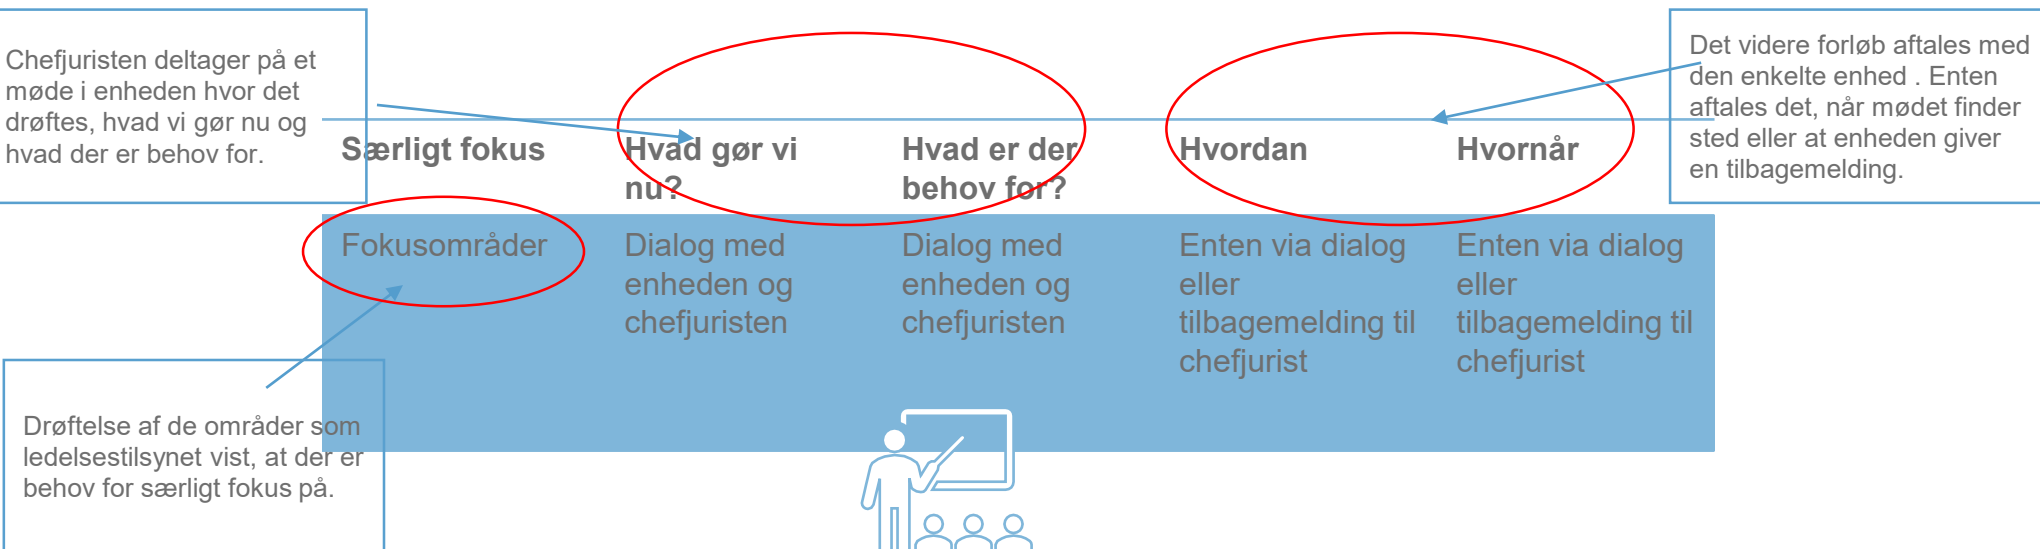 Chefjuristen deltager på et
møde i enheden hvor det
drøftes, hvad vi gør nu og
hvad der er behov for.
Det videre forløb aftales med
den enkelte enhed . Enten
aftales det, når mødet finder
sted eller at enheden giver
en tilbagemelding.
Særligt fokus
Hvad gør vi
nu?
Hvad er der
behov for?
Hvordan
Hvornår
Fokusområder
Dialog med
enheden og
chefjuristen
Dialog med
enheden og
chefjuristen
Enten via dialog
eller
tilbagemelding til
chefjurist
Enten via dialog
eller
tilbagemelding til
chefjurist
Drøftelse af de områder som
ledelsestilsynet vist, at der er
behov for særligt fokus på.